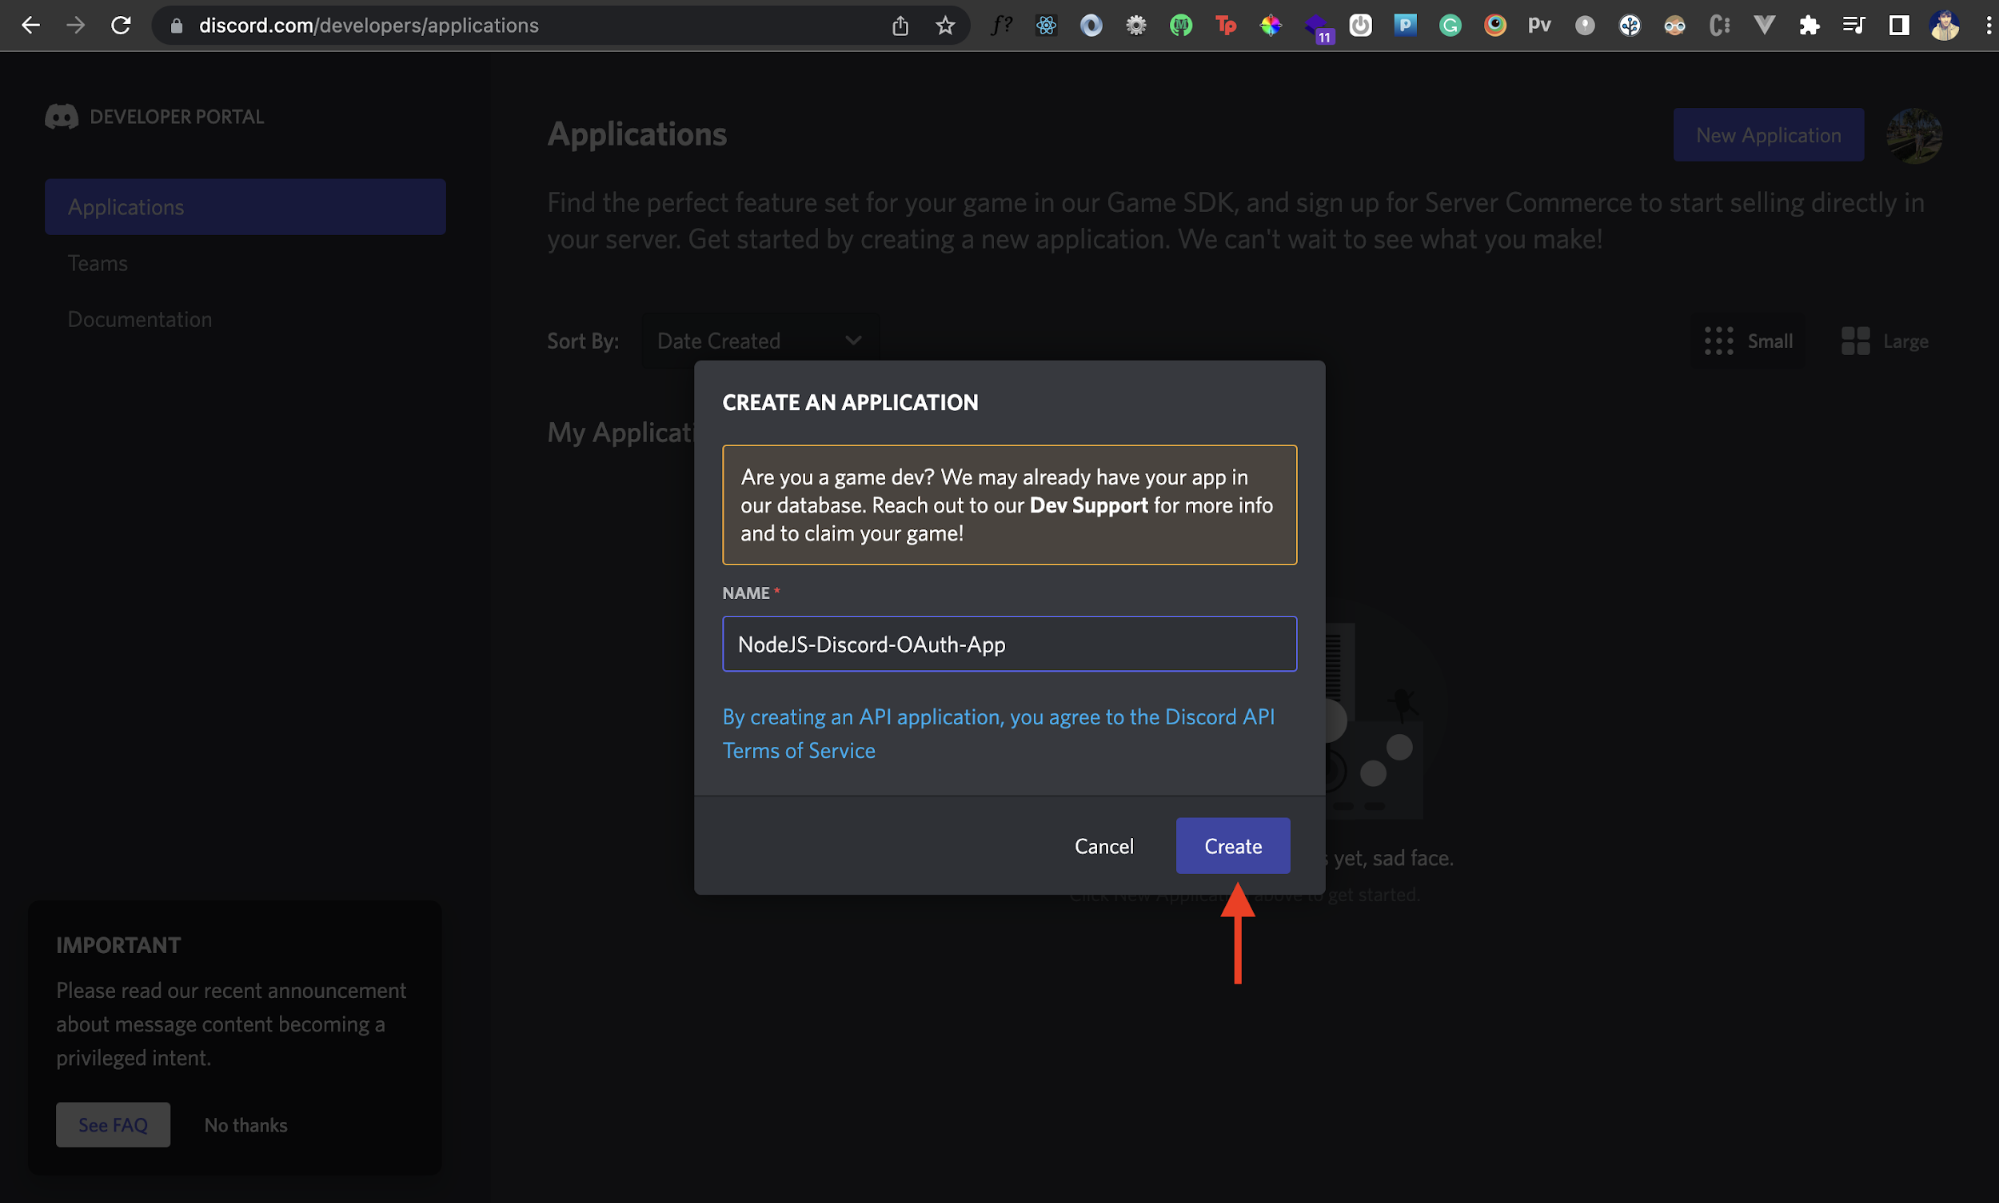 discord.com/developers/applications
f?
Tp
11
P
G
Pv
DEVELOPER PORTAL
Applications
Teams
Documentation
Applications
New Application
Find the perfect feature set for your game in our Game SDK, and sign up for Server Commerce to start selling directly in
your server. Get started by creating a new application. We can't wait to see what you make!
Sort By:
Date Created
Small
Large
My Applicati
CREATE AN APPLICATION
Are you a game dev? We may already have your app in
our database. Reach out to our Dev Support for more info
and to claim your game!
NAME *
NodeJS-Discord-OAuth-App
By creating an API application, you agree to the Discord API
Terms of Service
Cancel
Create
yet, sad face.
Click New Application above to get started.
IMPORTANT
Please read our recent announcement
about message content becoming a
privileged intent.
See FAQ
No thanks